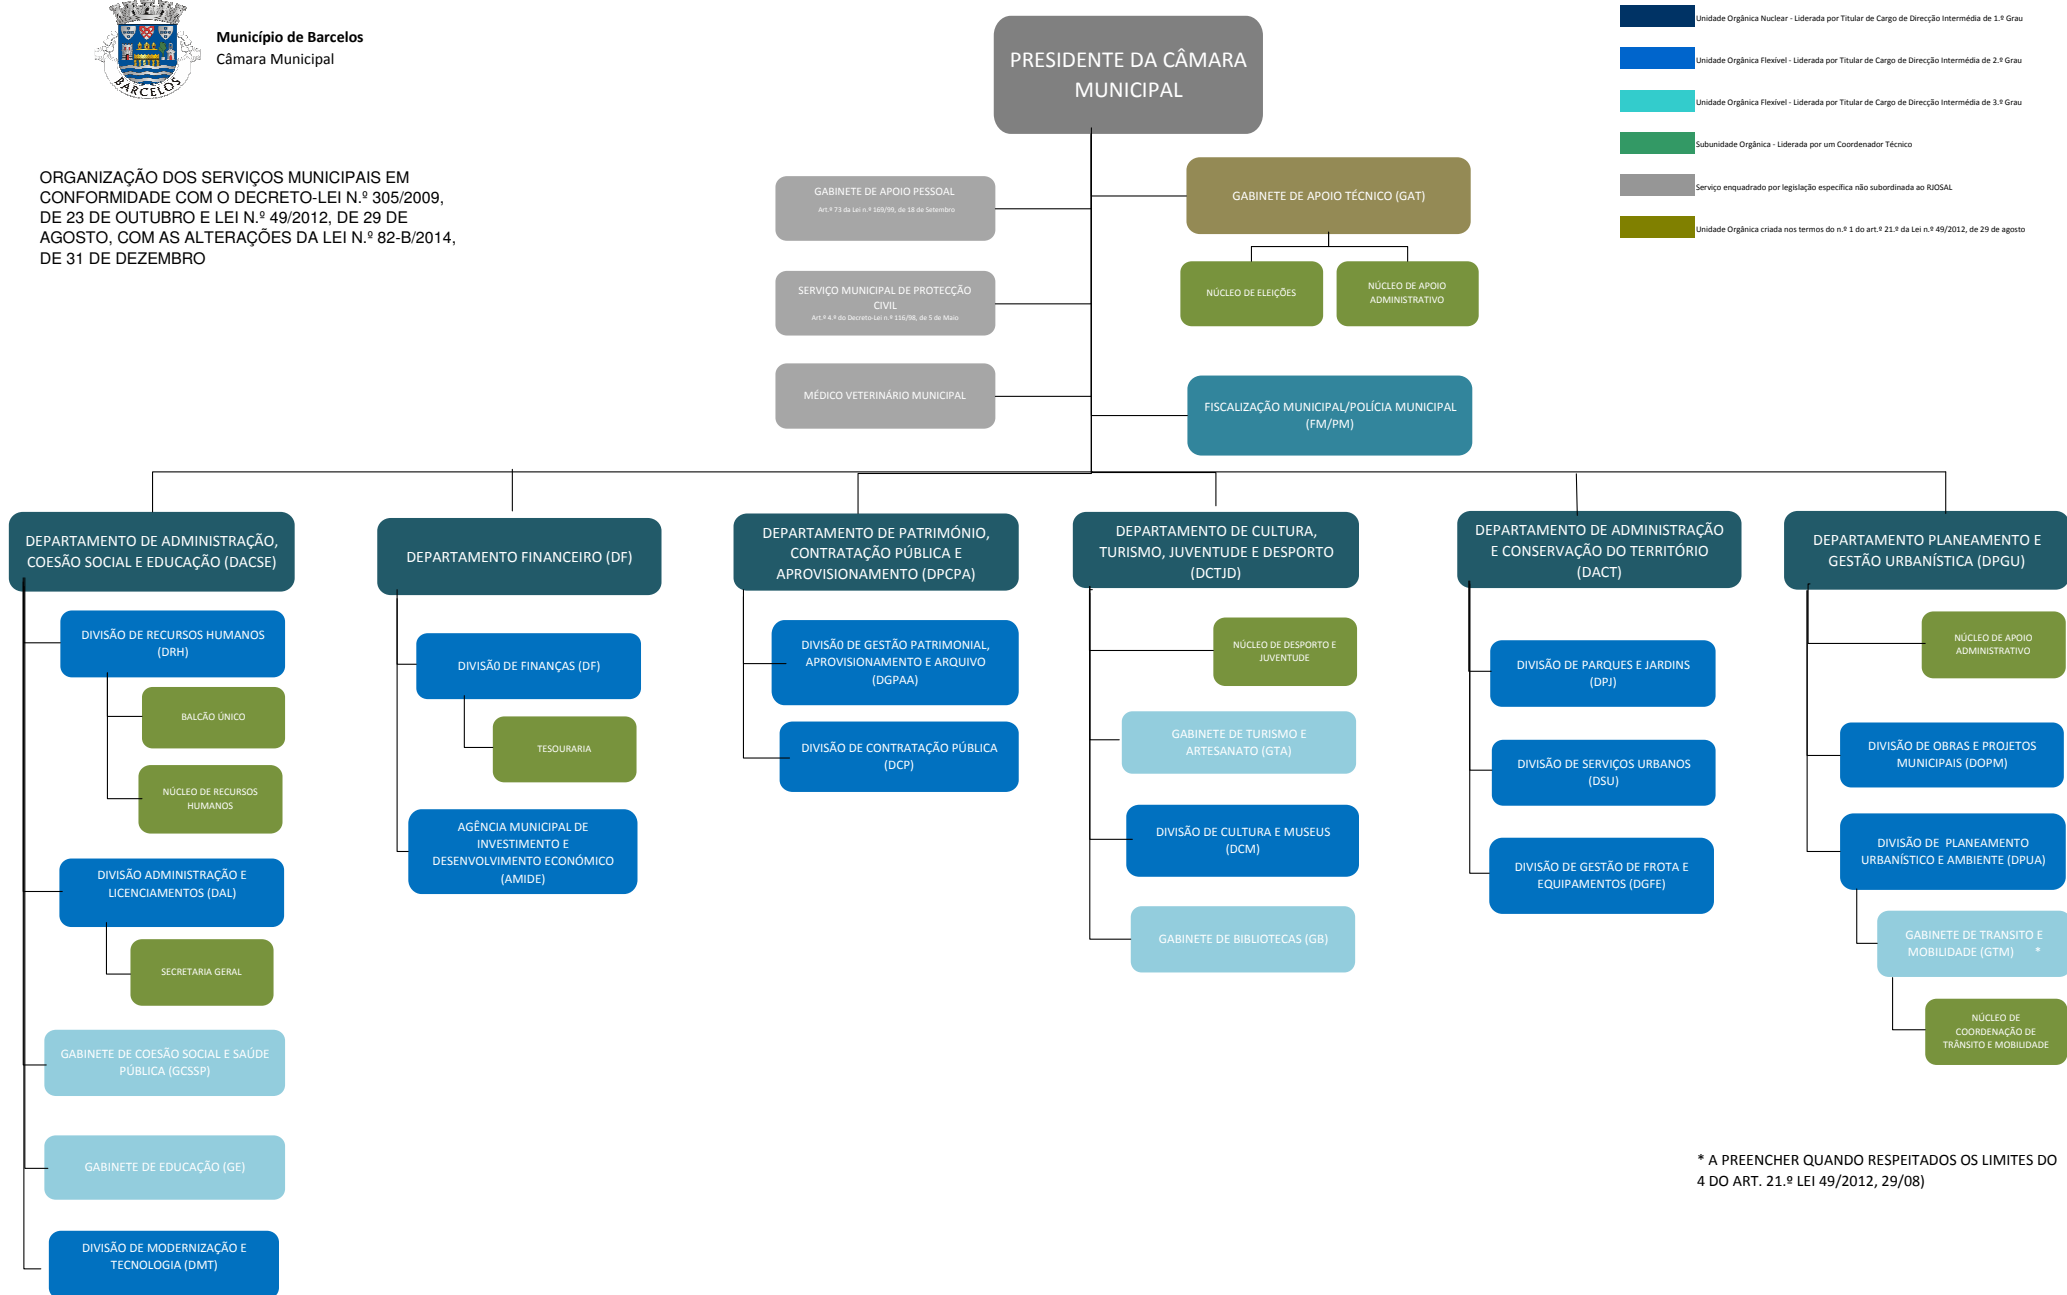 BARCELOS
Município de Barcelos
Câmara Municipal
ORGANIZAÇÃO DOS SERVIÇOS MUNICIPAIS EM
CONFORMIDADE COM O DECRETO-LEI N.º 305/2009,
DE 23 DE OUTUBRO E LEI N.º 49/2012, DE 29 DE
AGOSTO, COM AS ALTERAÇÕES DA LEI N.º 82-B/2014,
DE 31 DE DEZEMBRO
PRESIDENTE DA CÂMARA
MUNICIPAL
Unidade Orgânica Nuclear - Liderada por Titular de Cargo de Direcção Intermédia de 1.º Grau
Unidade Orgânica Flexível - Liderada por Titular de Cargo de Direcção Intermédia de 2.º Grau
Unidade Orgânica Flexível - Liderada por Titular de Cargo de Direcção Intermédia de 3.º Grau
Subunidade Orgânica - Liderada por um Coordenador Técnico
Serviço enquadrado por legislação específica não subordinada ao RJOSAL
Unidade Orgânica criada nos termos do n.º 1 do art.º 21.º da Lei n.º 49/2012, de 29 de agosto
GABINETE DE APOIO PESSOAL
Art.º 73 da Lei n.º 169/99, de 18 de Setembro
GABINETE DE APOIO TÉCNICO (GAT)
SERVIÇO MUNICIPAL DE PROTECÇÃO
CIVIL
Art.º 4.º do Decreto-Lei n.º 116/98, de 5 de Maio
NÚCLEO DE ELEIÇÕES
NÚCLEO DE APOIO
ADMINISTRATIVO
MÉDICO VETERINÁRIO MUNICIPAL
FISCALIZAÇÃO MUNICIPAL/POLÍCIA MUNICIPAL
(FM/PM)
DEPARTAMENTO DE ADMINISTRAÇÃO,
COESÃO SOCIAL E EDUCAÇÃO (DACSE)
DIVISÃO DE RECURSOS HUMANOS
(DRH)
BALCÃO ÚNICO
NÚCLEO DE RECURSOS
HUMANOS
DIVISÃO ADMINISTRAÇÃO E
LICENCIAMENTOS (DAL)
SECRETARIA GERAL
GABINETE DE COESÃO SOCIAL E SAÚDE
PÚBLICA (GCSSP)
GABINETE DE EDUCAÇÃO (GE)
DIVISÃO DE MODERNIZAÇÃO E
TECNOLOGIA (DMT)
DEPARTAMENTO FINANCEIRO (DF)
DIVISÃ0 DE FINANÇAS (DF)
TESOURARIA
AGÊNCIA MUNICIPAL DE
INVESTIMENTO E
DESENVOLVIMENTO ECONÓMICO
(AMIDE)
DEPARTAMENTO DE PATRIMÓNIO,
CONTRATAÇÃO PÚBLICA E
APROVISIONAMENTO (DPCPA)
DIVISÃ0 DE GESTÃO PATRIMONIAL,
APROVISIONAMENTO E ARQUIVO
(DGPAA)
DIVISÃO DE CONTRATAÇÃO PÚBLICA
(DCP)
DEPARTAMENTO DE CULTURA,
TURISMO, JUVENTUDE E DESPORTO
(DCTJD)
NÚCLEO DE DESPORTO E
JUVENTUDE
GABINETE DE TURISMO E
ARTESANATO (GTA)
DIVISÃO DE CULTURA E MUSEUS
(DCM)
GABINETE DE BIBLIOTECAS (GB)
DEPARTAMENTO DE ADMINISTRAÇÃO
E CONSERVAÇÃO DO TERRITÓRIO
(DACT)
DIVISÃO DE PARQUES E JARDINS
(DPJ)
DIVISÃO DE SERVIÇOS URBANOS
(DSU)
DIVISÃO DE GESTÃO DE FROTA E
EQUIPAMENTOS (DGFE)
DEPARTAMENTO PLANEAMENTO E
GESTÃO URBANÍSTICA (DPGU)
NÚCLEO DE APOIO
ADMINISTRATIVO
DIVISÃO DE OBRAS E PROJETOS
MUNICIPAIS (DOPM)
DIVISÃO DE PLANEAMENTO
URBANÍSTICO E AMBIENTE (DPUA)
GABINETE DE TRANSITO E
MOBILIDADE (GTM) *
NÚCLEO DE
COORDENAÇÃO DE
TRÂNSITO E MOBILIDADE
* A PREENCHER QUANDO RESPEITADOS OS LIMITES DO
4 DO ART. 21.º LEI 49/2012, 29/08)